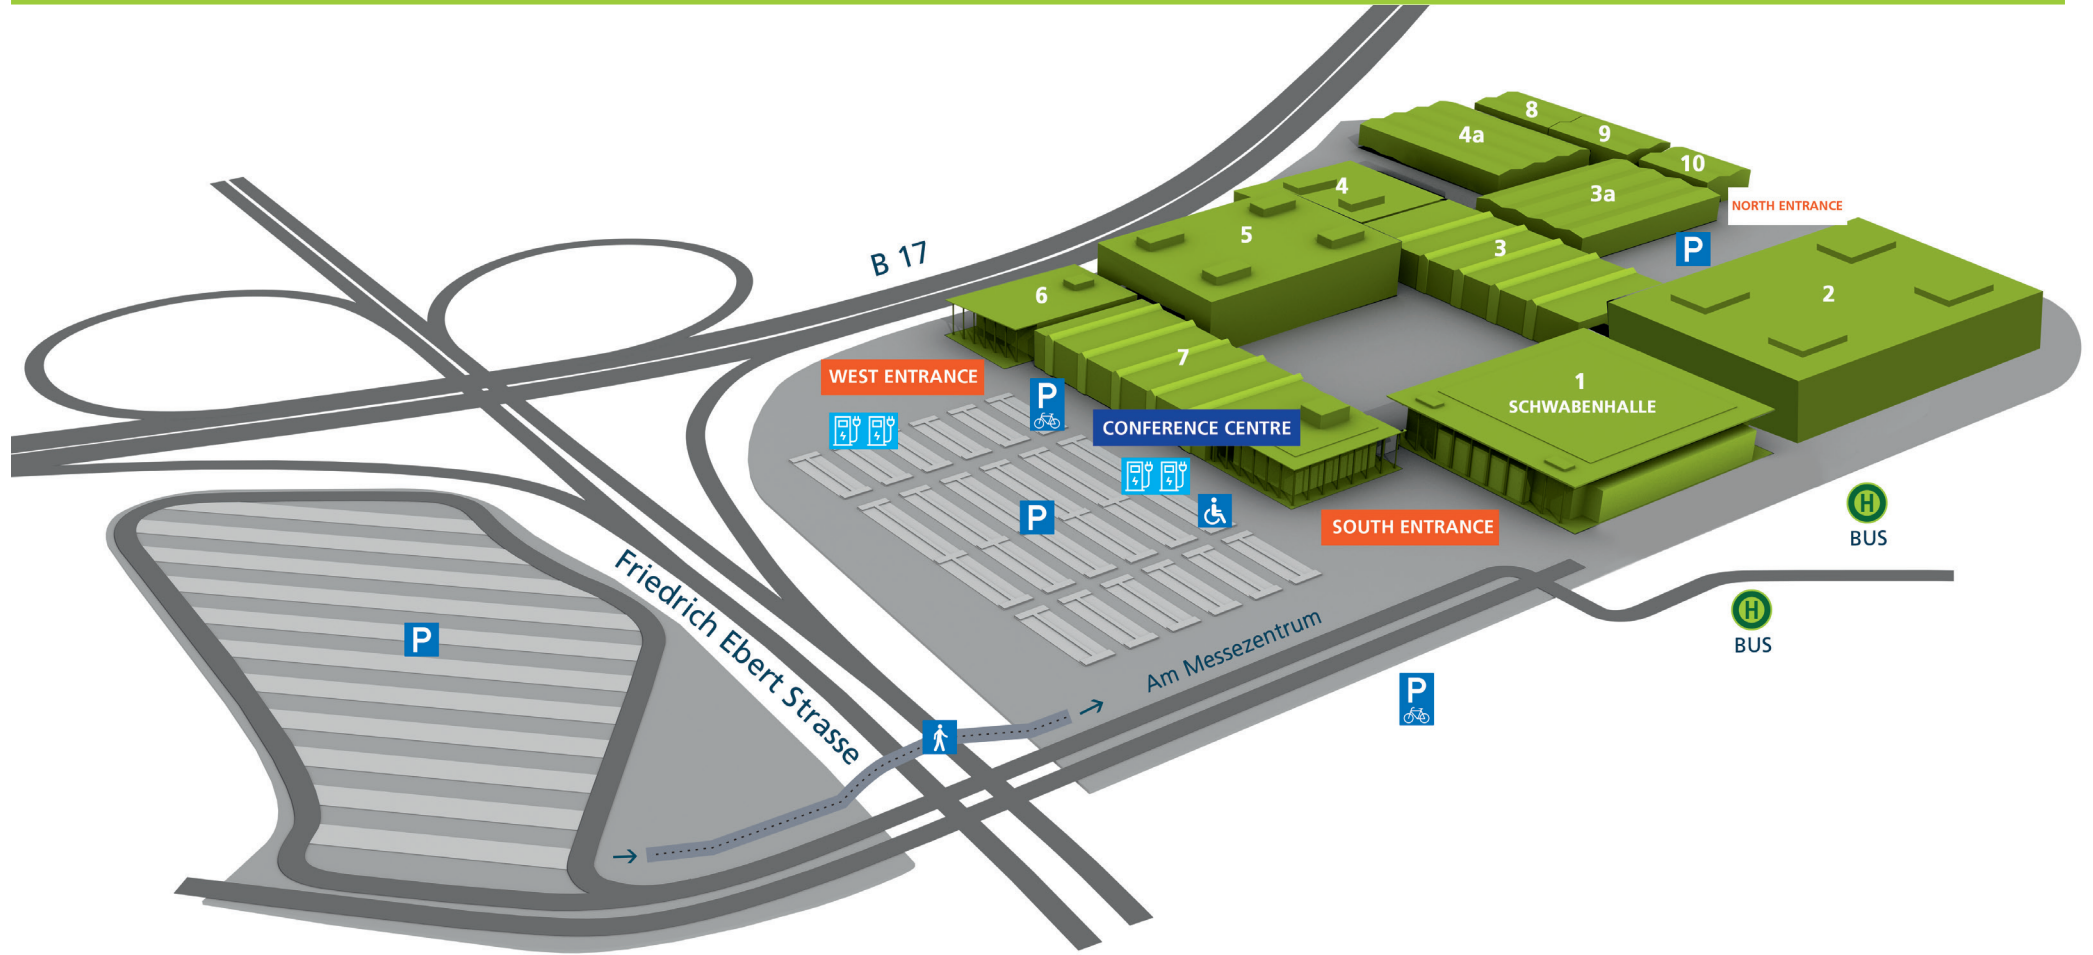 8
4a
9
10
4
3a
NORTH ENTRANCE
5
3
P
B 17
6
2
7
WEST ENTRANCE
1
SCHWABENHALLE
P
CONFERENCE CENTRE
P
SOUTH ENTRANCE
H
BUS
Friedrich Ebert Strasse
P
H
BUS
Am Messezentrum
P